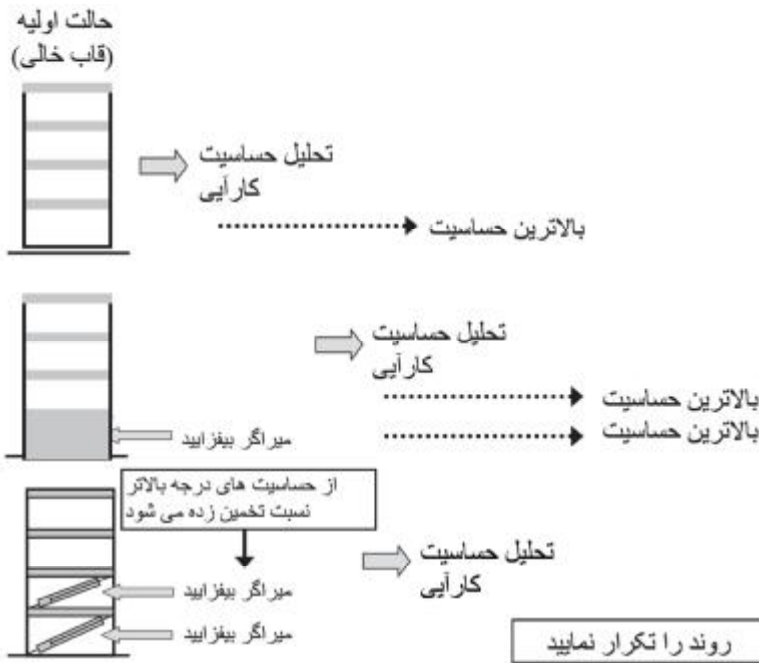 حالت اولیه
(قاب خالی)
تحلیل حساسیت
کارآیی
بالاترین حساسیت
تحلیل حساسیت
کارآیی
بالاترین حساسیت
بالاترین حساسیت
میراگر بیفزایید
از حساسیت های درجه بالاتر
نسبت تخمین زده می شود
تحلیل حساسیت
کارآیی
میراگر بیفزایید
میراگر بیفزایید
روند را تکرار نمایید